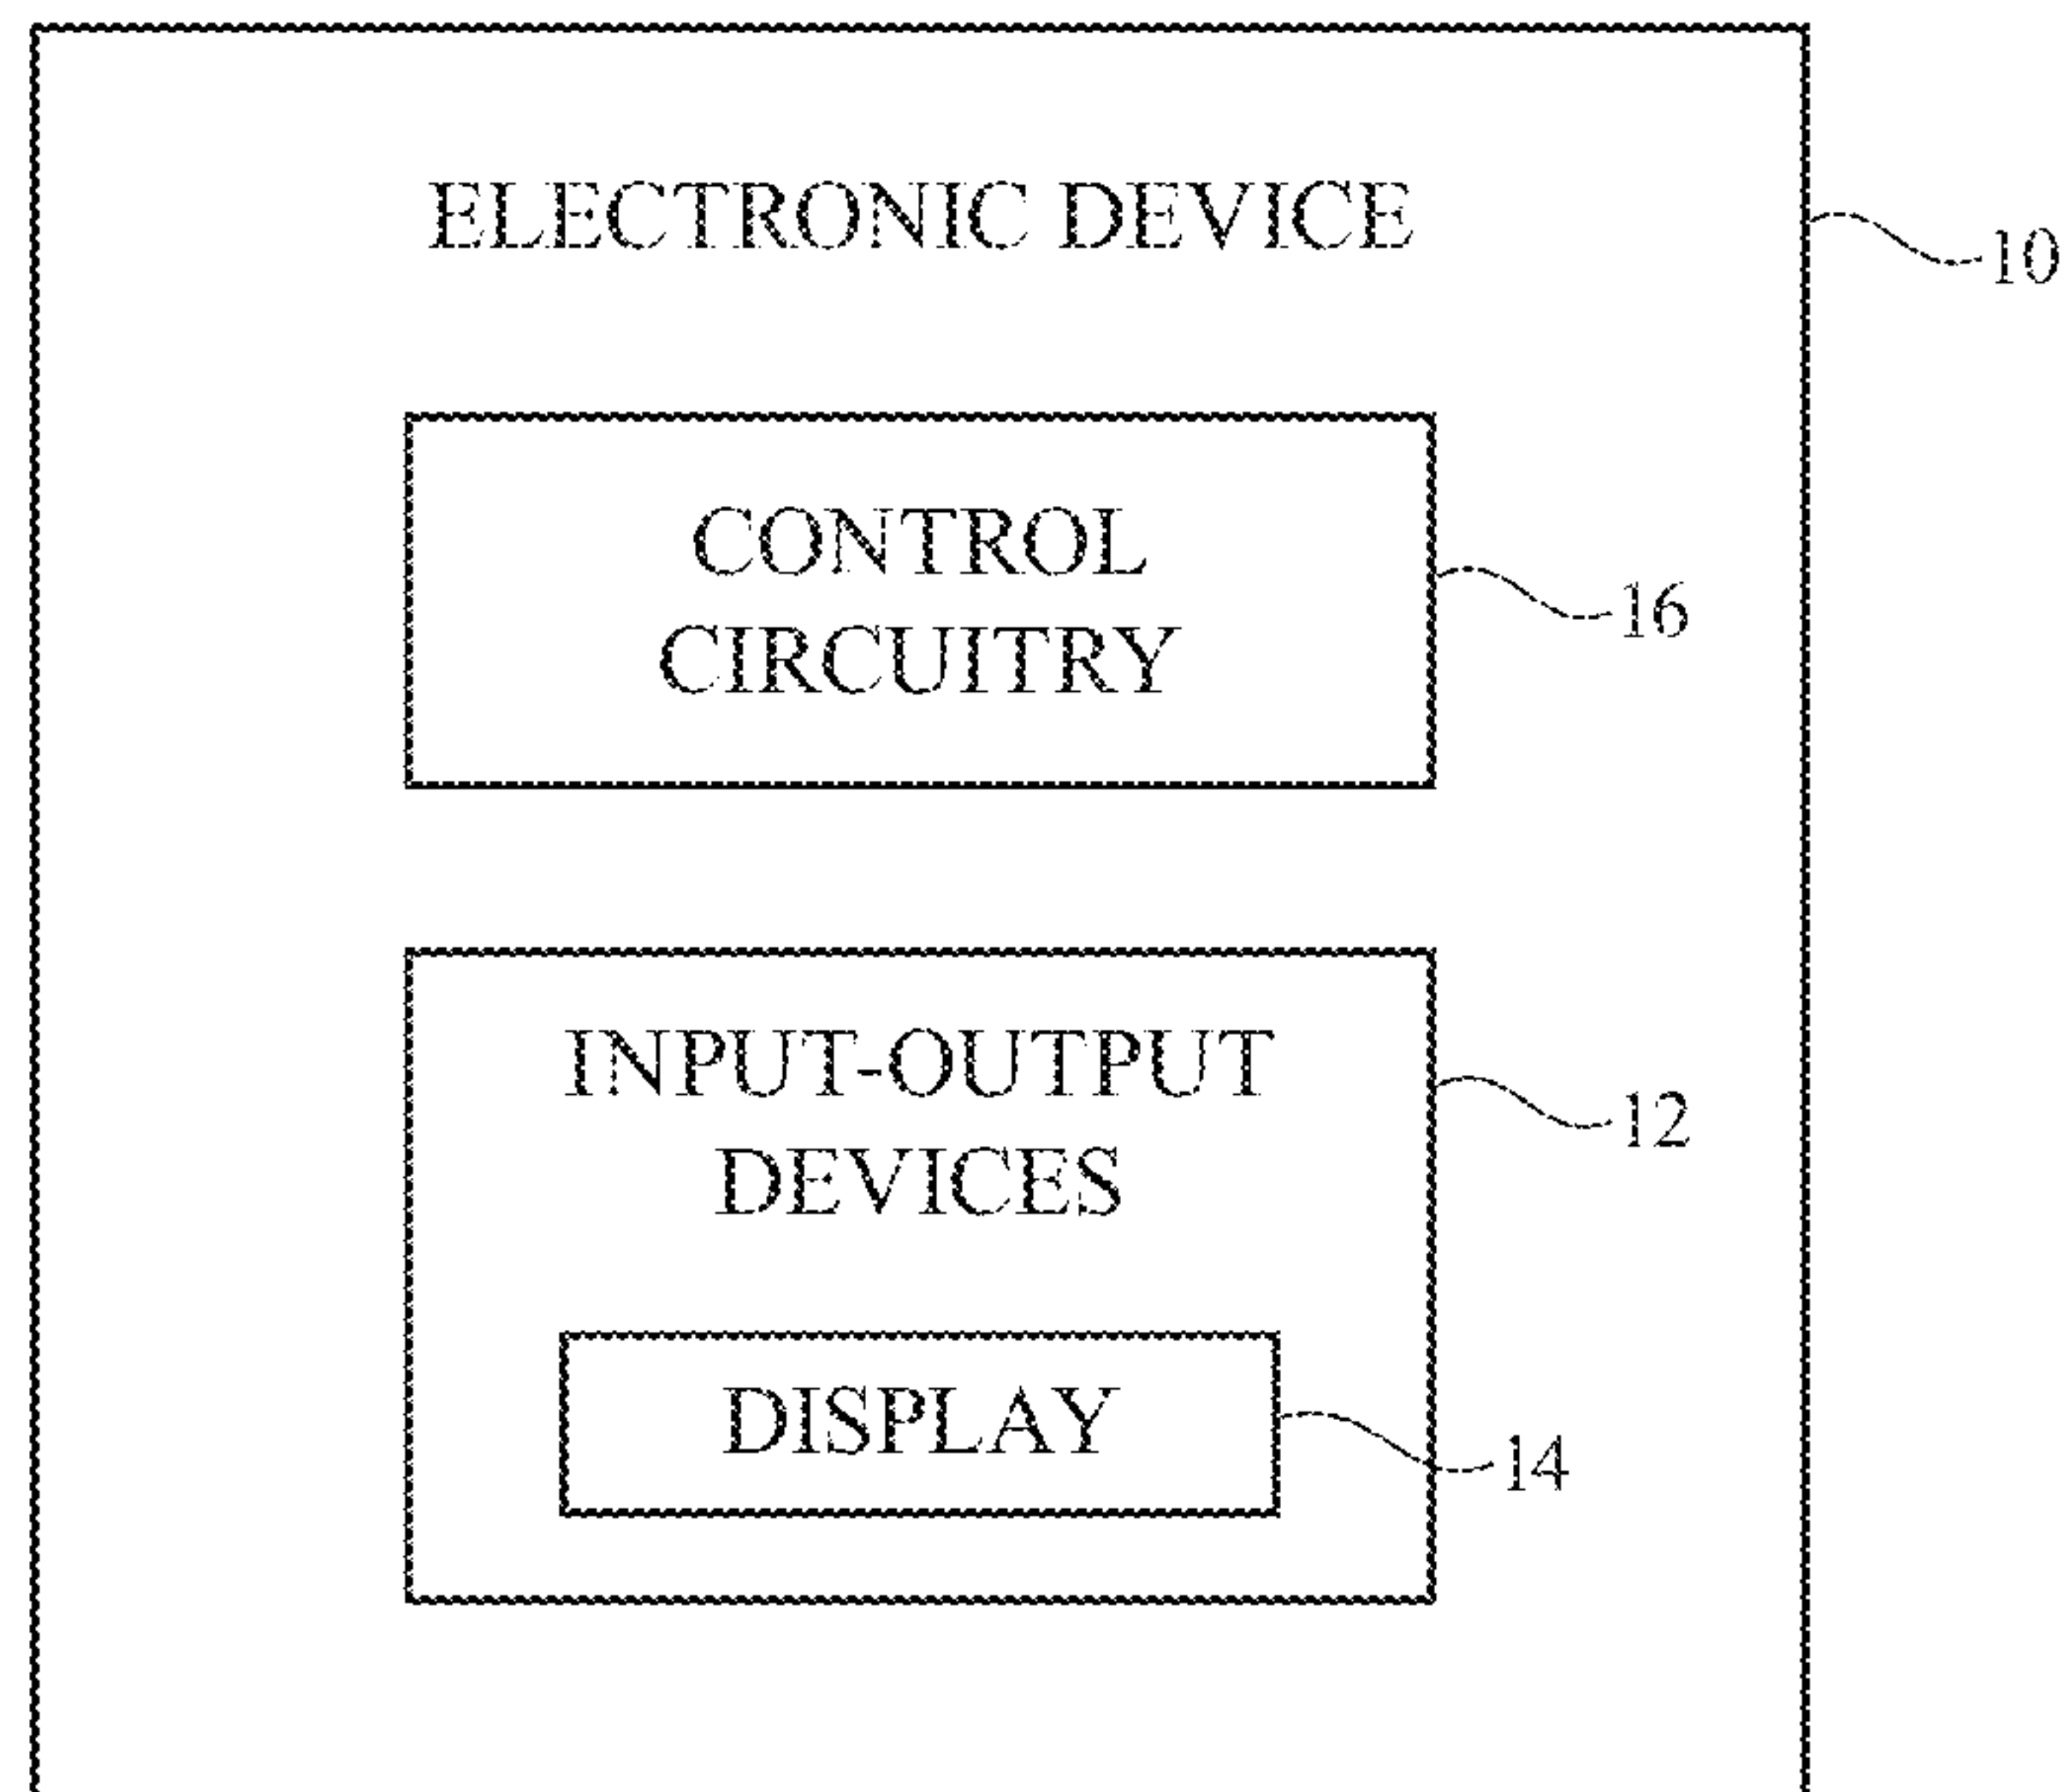 ELECTRONIC DEVICE
10
CONTROL
CIRCUITRY
16
INPUT-OUTPUT
DEVICES
12
DISPLAY
14